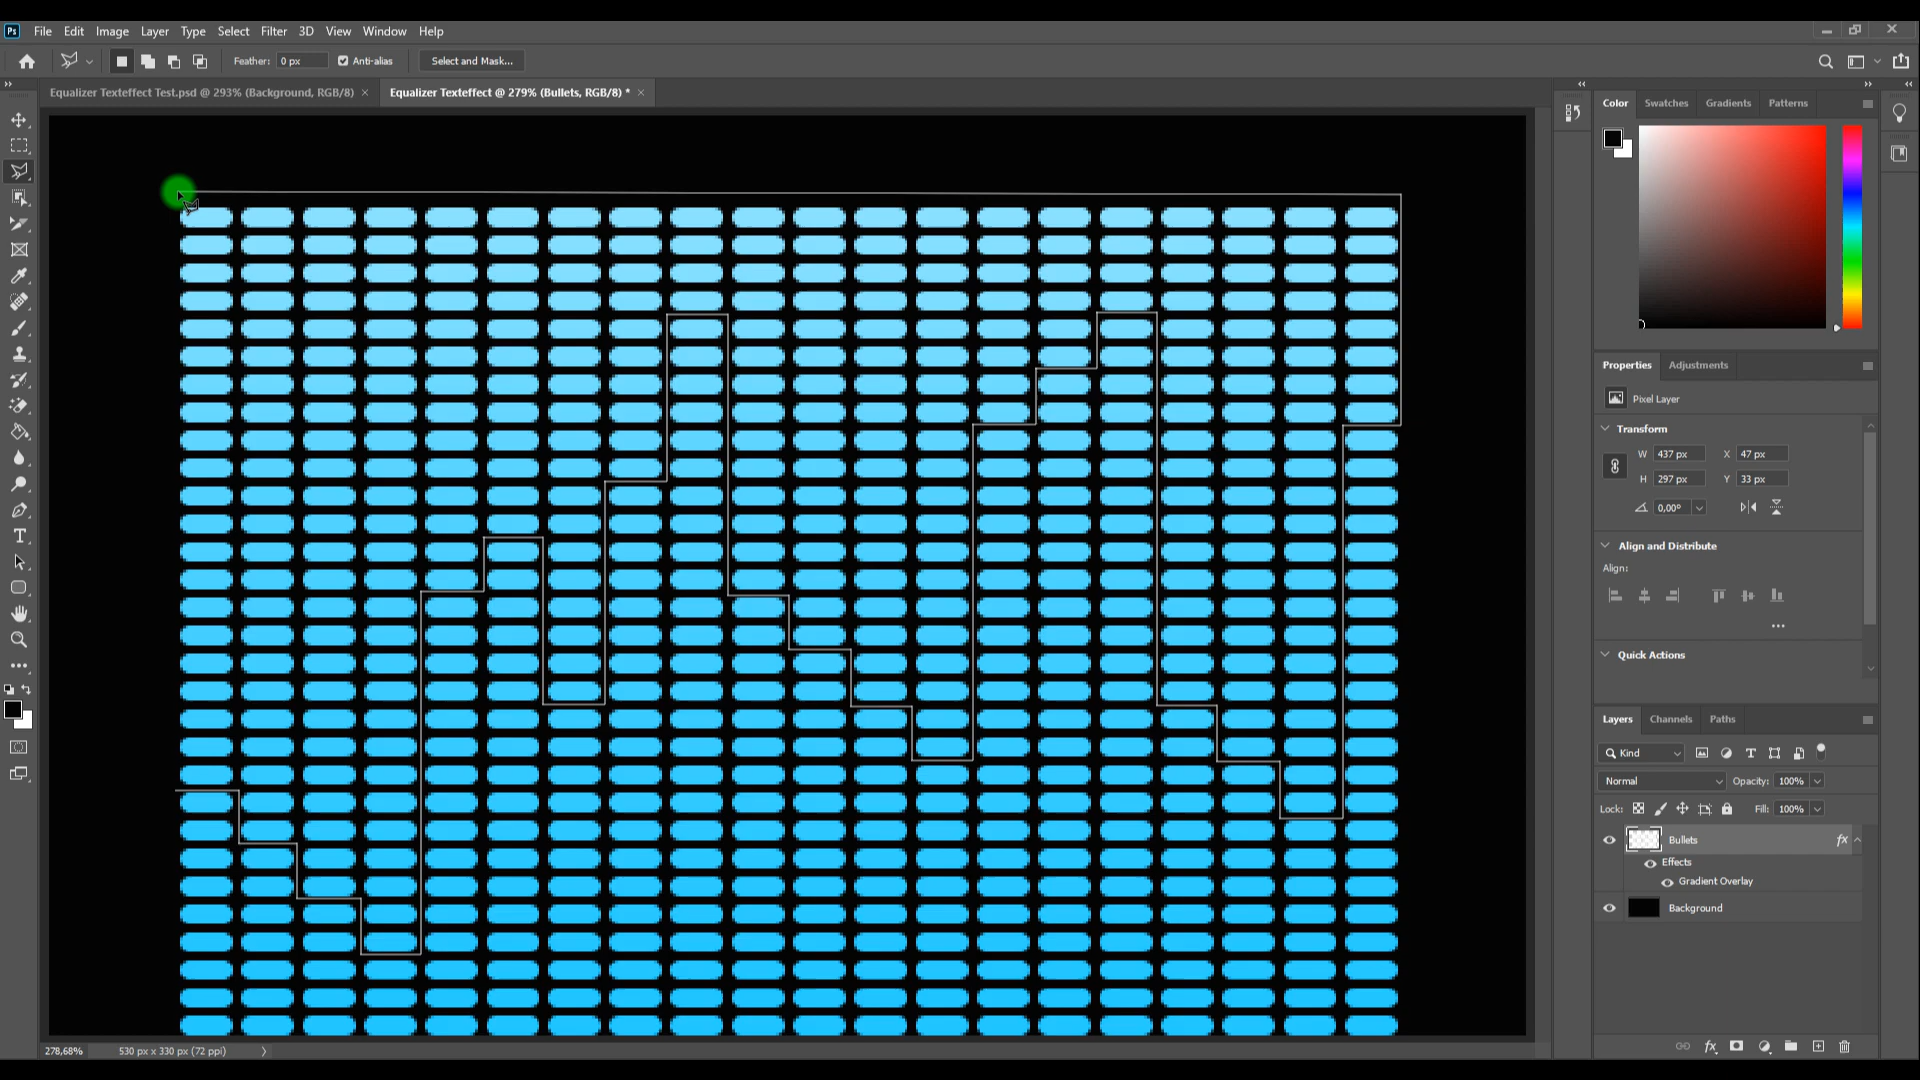 Ps File Edit Image Layer Type Select Filter 3D View Window Help
Feather: 0 px Anti-alias Select and Mask...
Equalizer Texteffect Test.psd @ 293% (Background, RGB/8) × Equalizer Texteffect @ 279% (Bullets, RGB/8) * ×
Color Swatches Gradients Patterns
Properties Adjustments
Pixel Layer
Transform
W 437 px X 47 px
H 297 px Y 33 px
0,00°
Align and Distribute
Align:
Quick Actions
Layers Channels Paths
Kind
Normal Opacity: 100%
Lock: Fill: 100%
Bullets fx
Effects
Gradient Overlay
Background
278,68% 530 px x 330 px (72 ppi)
fx